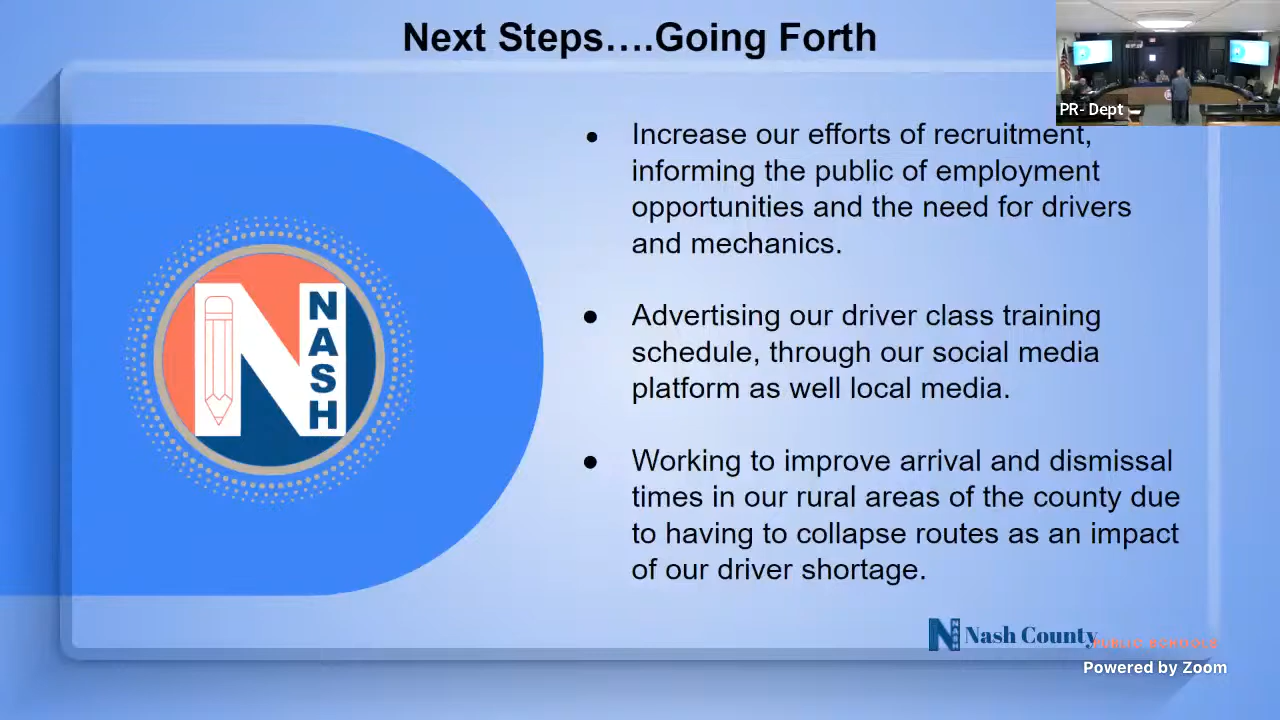 Next Steps….Going Forth
PR- Dept
Increase our efforts of recruitment,
informing the public of employment
opportunities and the need for drivers
and mechanics.
Advertising our driver class training
schedule, through our social media
platform as well local media.
Working to improve arrival and dismissal
times in our rural areas of the county due
to having to collapse routes as an impact
of our driver shortage.
N
NASH
N NASH
Nash County
PUBLIC SCHOOLS
Powered by Zoom